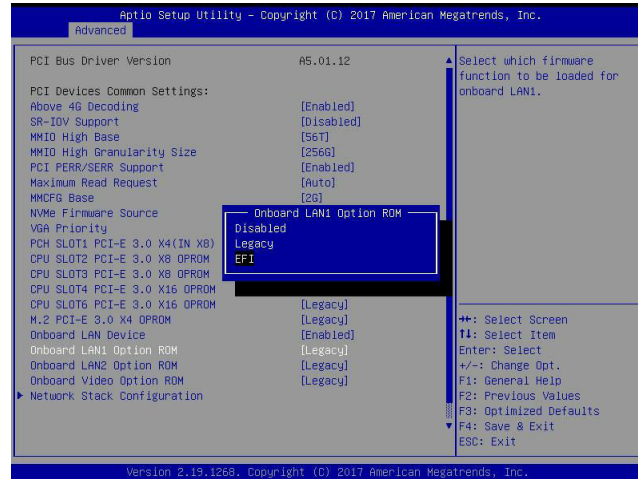 Aptio Setup Utility – Copyright (C) 2017 American Megatrends, Inc.
Advanced
PCI Bus Driver Version A5.01.12
PCI Devices Common Settings:
Above 4G Decoding [Enabled]
SR-IOV Support [Disabled]
MMIO High Base [56T]
MMIO High Granularity Size [256G]
PCI PERR/SERR Support [Enabled]
Maximum Read Request [Auto]
MMCFG Base [2G]
NVMe Firmware Source
VGA Priority
PCH SLOT1 PCI-E 3.0 X4(IN X8)
CPU SLOT2 PCI-E 3.0 X8 OPROM
CPU SLOT3 PCI-E 3.0 X8 OPROM
CPU SLOT4 PCI-E 3.0 X16 OPROM
CPU SLOT6 PCI-E 3.0 X16 OPROM [Legacy]
M.2 PCI-E 3.0 X4 OPROM [Legacy]
Onboard LAN Device [Enabled]
Onboard LAN1 Option ROM [Legacy]
Onboard LAN2 Option ROM [Legacy]
Onboard Video Option ROM [Legacy]
Network Stack Configuration
Onboard LAN1 Option ROM
Disabled
Legacy
EFI
Select which firmware
function to be loaded for
onboard LAN1.
→←: Select Screen
↑↓: Select Item
Enter: Select
+/-: Change Opt.
F1: General Help
F2: Previous Values
F3: Optimized Defaults
F4: Save & Exit
ESC: Exit
Version 2.19.1268. Copyright (C) 2017 American Megatrends, Inc.